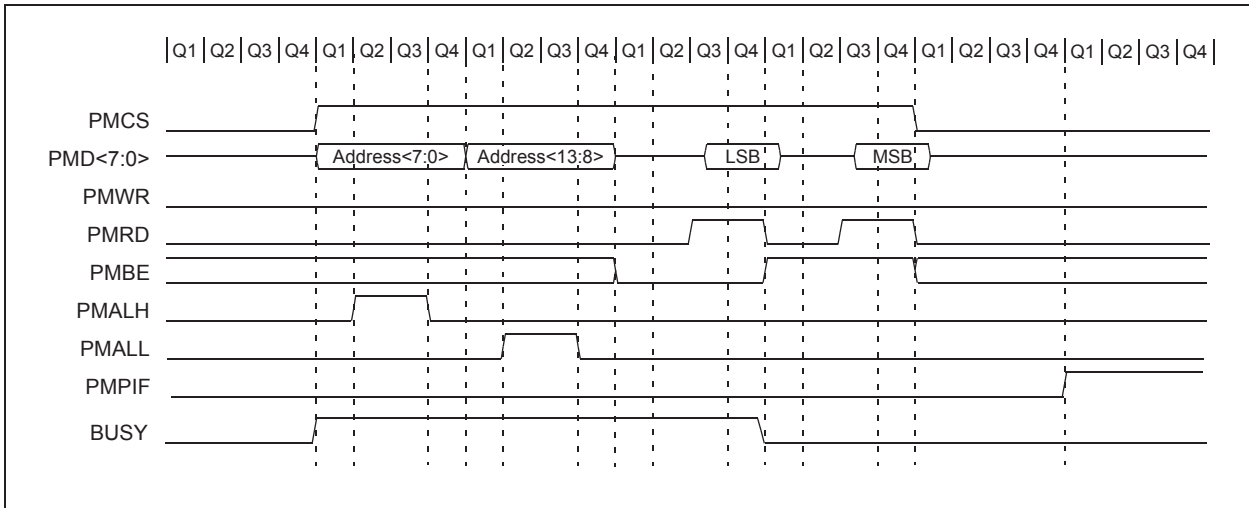 Q1 Q2 Q3 Q4 Q1 Q2 Q3 Q4 Q1 Q2 Q3 Q4 Q1 Q2 Q3 Q4 Q1 Q2 Q3 Q4 Q1 Q2 Q3 Q4 Q1 Q2 Q3 Q4
PMCS
PMD<7:0> Address<7:0> Address<13:8> LSB MSB
PMWR
PMRD
PMBE
PMALH
PMALL
PMPIF
BUSY